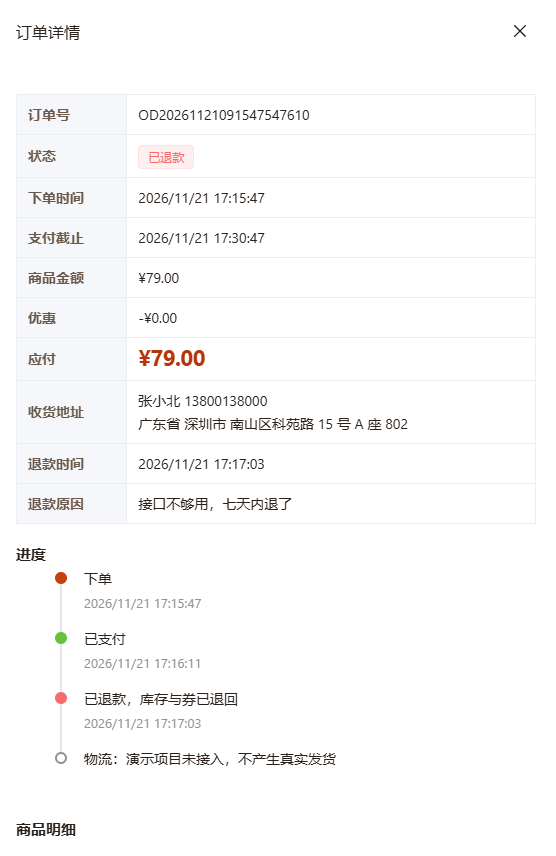 订单详情
订单号 OD20261121091547547610
状态 已退款
下单时间 2026/11/21 17:15:47
支付截止 2026/11/21 17:30:47
商品金额 ¥79.00
优惠 -¥0.00
应付 ¥79.00
收货地址 张小北 13800138000
广东省 深圳市 南山区科苑路 15 号 A 座 802
退款时间 2026/11/21 17:17:03
退款原因 接口不够用，七天内退了
进度
下单
2026/11/21 17:15:47
已支付
2026/11/21 17:16:11
已退款，库存与券已退回
2026/11/21 17:17:03
物流：演示项目未接入，不产生真实发货
商品明细